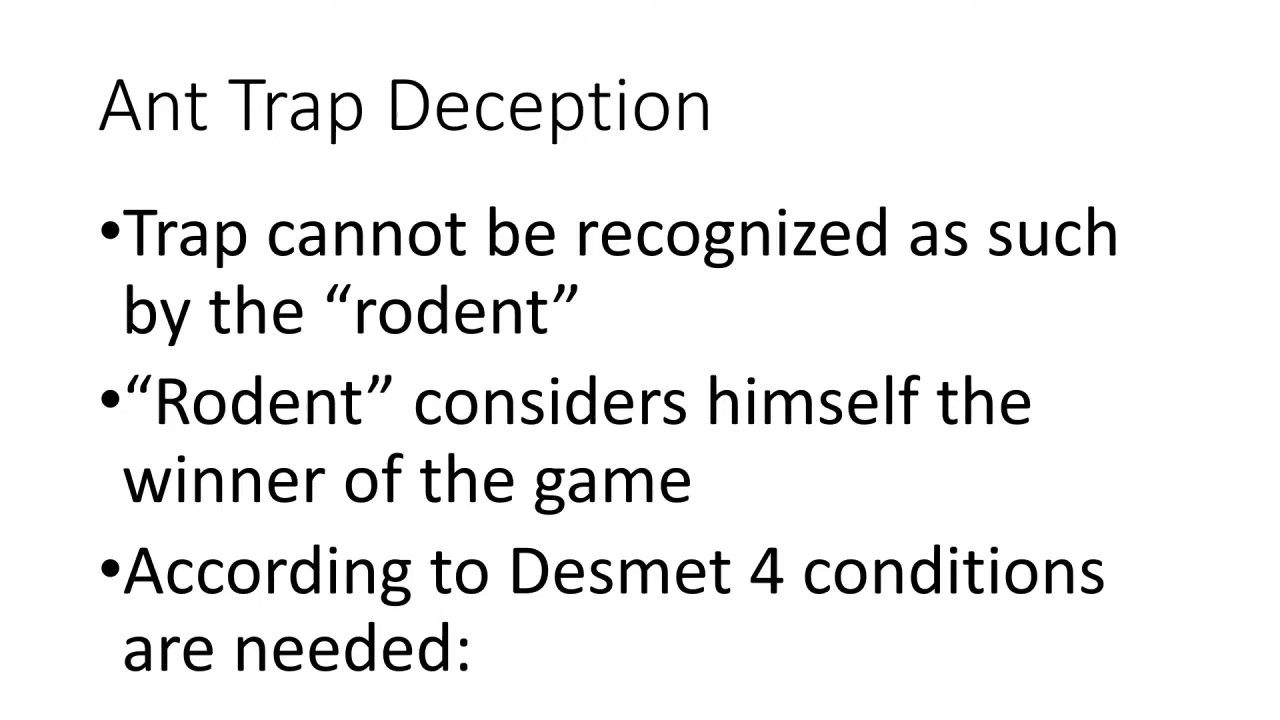 Ant Trap Deception
•Trap cannot be recognized as such
by the “rodent”
•“Rodent” considers himself the
winner of the game
•According to Desmet 4 conditions
are needed: